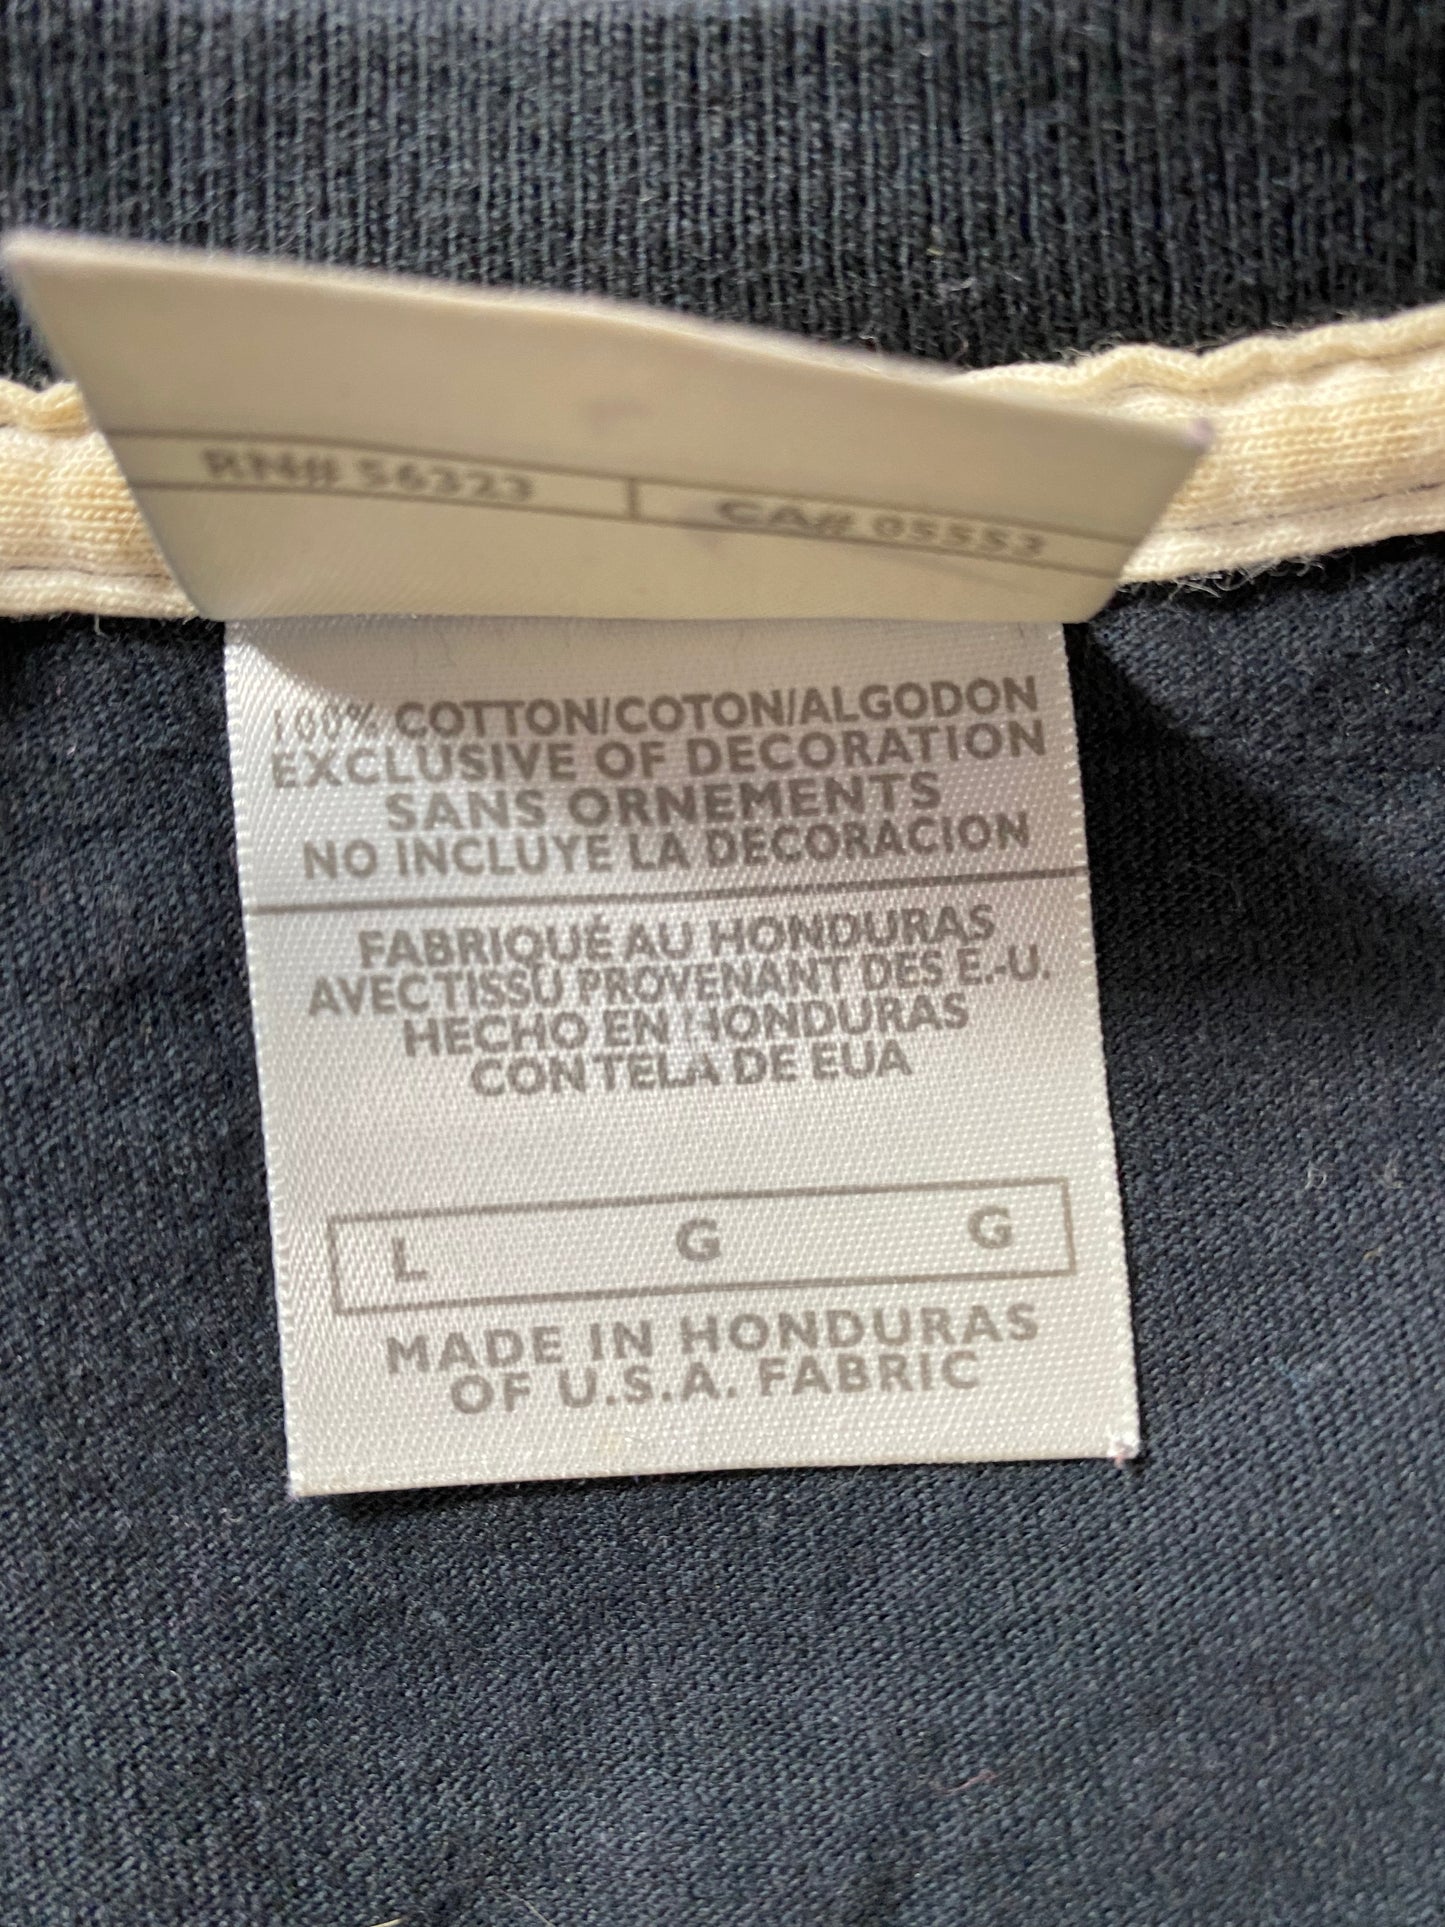 RN# 56323 CA# 05553
100% COTTON/COTON/ALGODON
EXCLUSIVE OF DECORATION
SANS ORNEMENTS
NO INCLUYE LA DECORACION
FABRIQUÉ AU HONDURAS
AVEC TISSU PROVENANT DES E.-U.
HECHO EN HONDURAS
CON TELA DE EUA
L G G
MADE IN HONDURAS
OF U.S.A. FABRIC